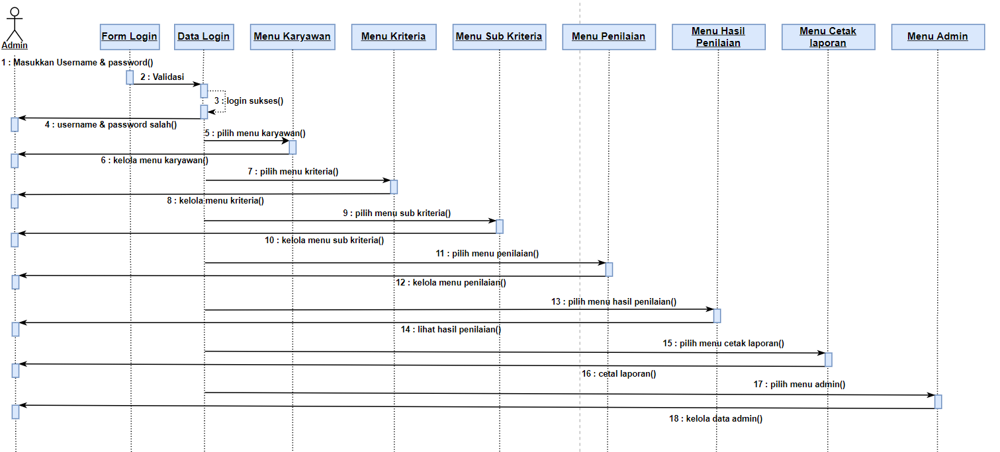 Admin
Form Login
Data Login
Menu Karyawan
Menu Kriteria
Menu Sub Kriteria
Menu Penilaian
Menu Hasil
Penilaian
Menu Cetak
laporan
Menu Admin
1 : Masukkan Username & password()
2 : Validasi
3 : login sukses()
4 : username & password salah()
5 : pilih menu karyawan()
6 : kelola menu karyawan()
7 : pilih menu kriteria()
8 : kelola menu kriteria()
9 : pilih menu sub kriteria()
10 : kelola menu sub kriteria()
11 : pilih menu penilaian()
12 : kelola menu penilaian()
13 : pilih menu hasil penilaian()
14 : lihat hasil penilaian()
15 : pilih menu cetak laporan()
16 : cetal laporan()
17 : pilih menu admin()
18 : kelola data admin()